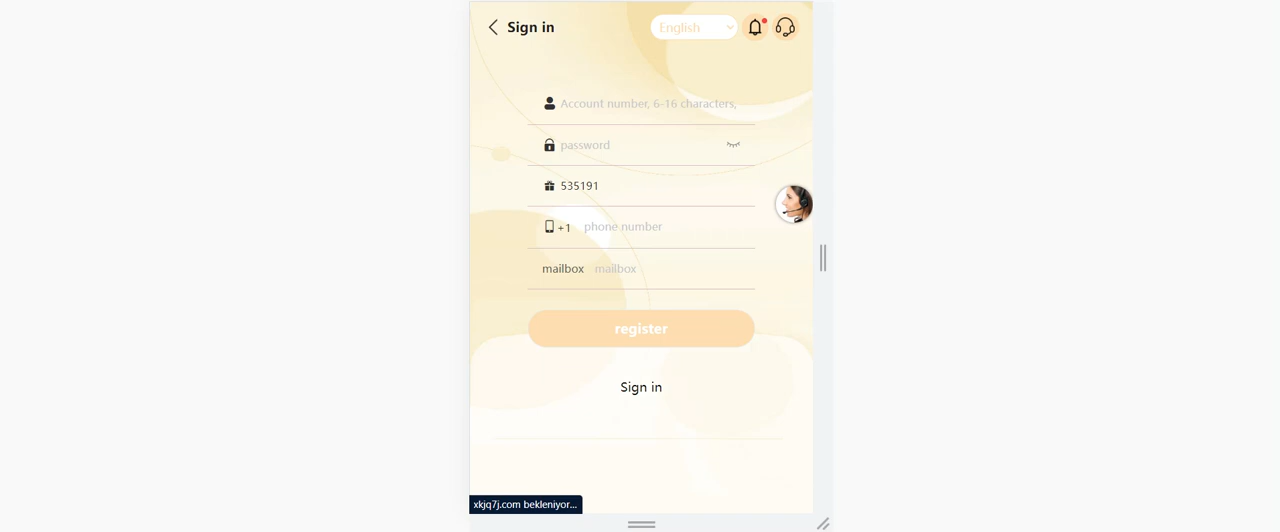 Sign in
English
Account number, 6-16 characters,
password
535191
+1 phone number
mailbox mailbox
register
Sign in
xkjq7j.com bekleniyor...